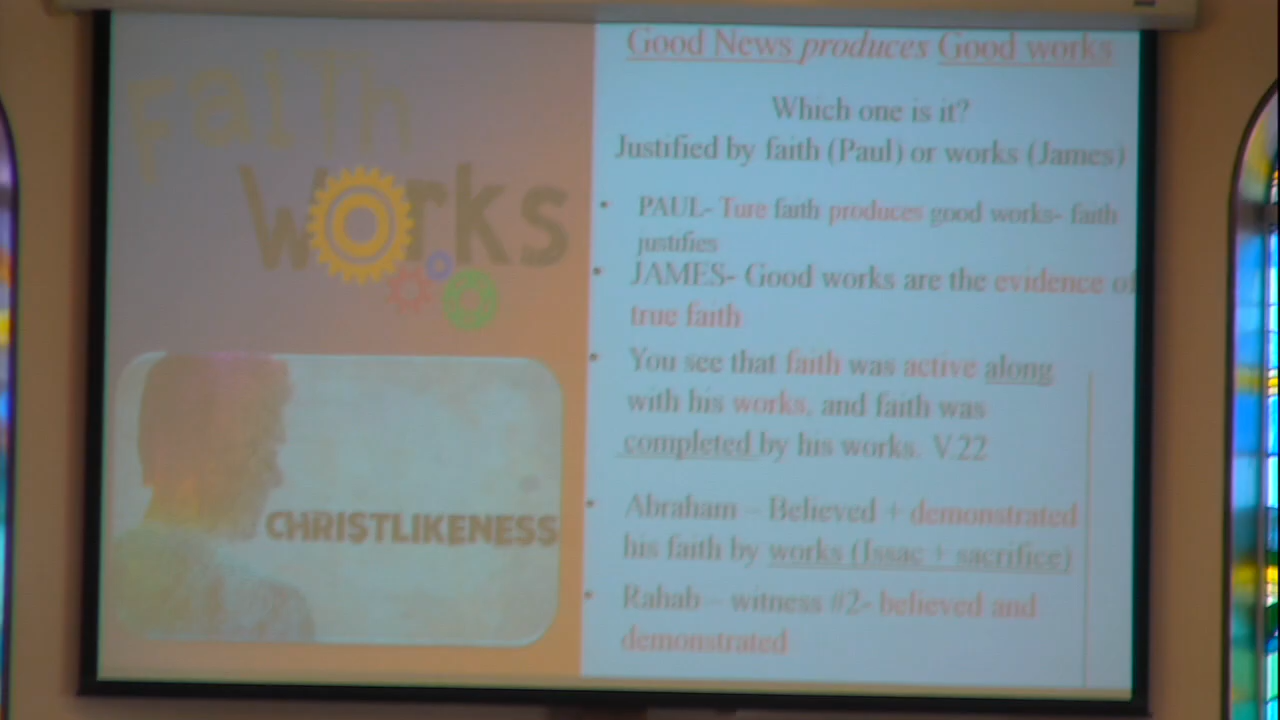 Faith
Works
CHRISTLIKENESS
Good News produces Good works
Which one is it?
Justified by faith (Paul) or works (James)
• PAUL- Ture faith produces good works- faith
justifies
• JAMES- Good works are the evidence of
true faith
• You see that faith was active along
with his works, and faith was
completed by his works. V.22
• Abraham – Believed + demonstrated
his faith by works (Issac + sacrifice)
• Rahab – witness #2- believed and
demonstrated